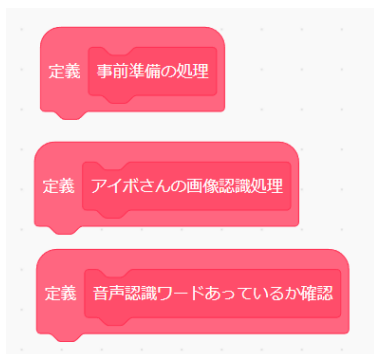 定義 事前準備の処理
定義 アイボさんの画像認識処理
定義 音声認識ワードあっているか確認